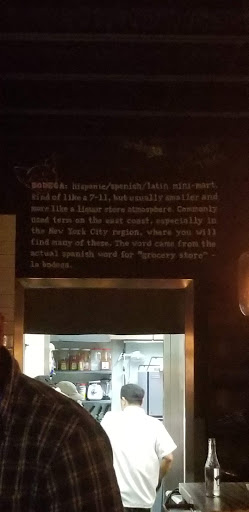 BODEGA: hispanic/spanish/latin mini-mart.
kind of like a 7-11, but usually smaller and
more like a liquor store atmosphere. Commonly
used term on the east coast, especially in
the New York City region, where you will
find many of these. The word came from the
actual spanish word for "grocery store" -
la bodega.